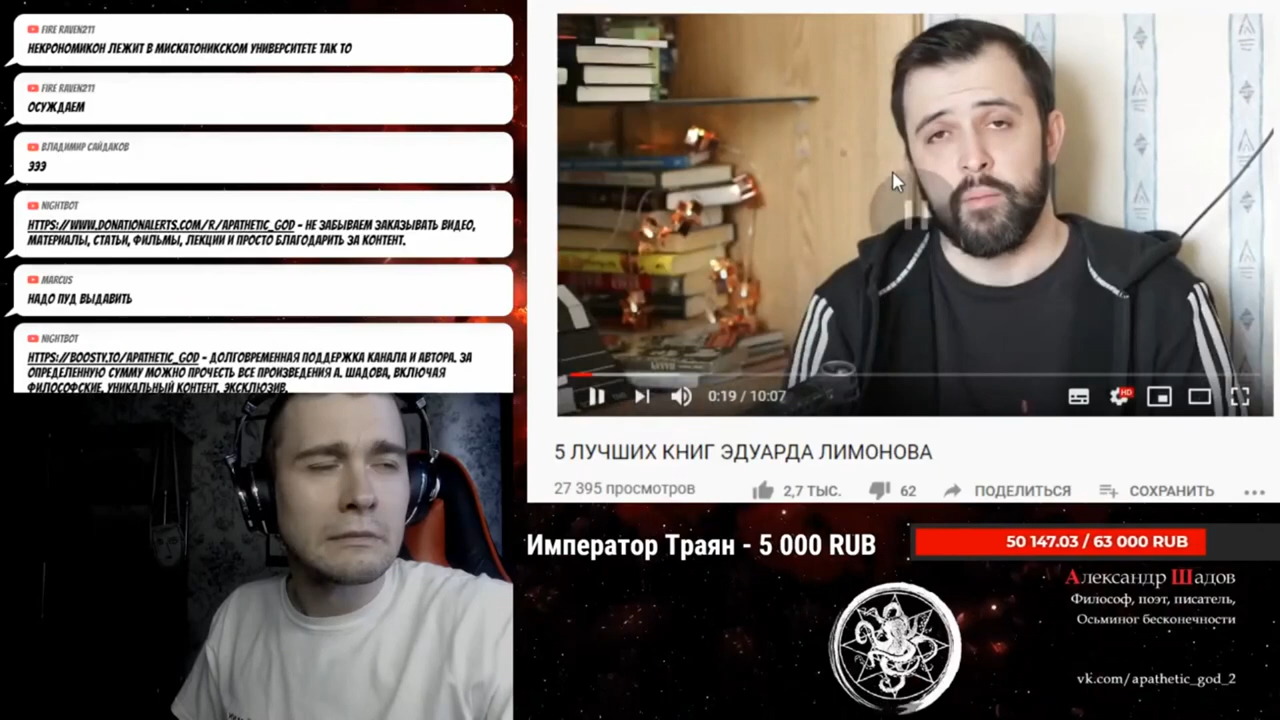 FIRE RAVEN211
НЕКРОНОМИКОН ЛЕЖИТ В МИСКАТОНИКСКОМ УНИВЕРСИТЕТЕ ТАК ТО
FIRE RAVEN211
ОСУЖДАЕМ
ВЛАДИМИР САЙДАКОВ
ЭЭЭ
NIGHTBOT
HTTPS://WWW.DONATIONALERTS.COM/R/APATHETIC_GOD - НЕ ЗАБЫВАЕМ ЗАКАЗЫВАТЬ ВИДЕО,
МАТЕРИАЛЫ, СТАТЬИ, ФИЛЬМЫ, ЛЕКЦИИ И ПРОСТО БЛАГОДАРИТЬ ЗА КОНТЕНТ.
MARCUS
НАДО ПУД ВЫДАВИТЬ
NIGHTBOT
HTTPS://BOOSTY.TO/APATHETIC_GOD - ДОЛГОВРЕМЕННАЯ ПОДДЕРЖКА КАНАЛА И АВТОРА. ЗА
ОПРЕДЕЛЕННУЮ СУММУ МОЖНО ПРОЧЕСТЬ ВСЕ ПРОИЗВЕДЕНИЯ А. ШАДОВА, ВКЛЮЧАЯ
ФИЛОСОФСКИЕ, УНИКАЛЬНЫЙ КОНТЕНТ, ЭКСКЛЮЗИВ.
0:19 / 10:07
HD
5 ЛУЧШИХ КНИГ ЭДУАРДА ЛИМОНОВА
27 395 просмотров
2,7 ТЫС.
62
ПОДЕЛИТЬСЯ
СОХРАНИТЬ
Император Траян - 5 000 RUB
50 147.03 / 63 000 RUB
Александр Шадов
Философ, поэт, писатель,
Осьминог бесконечности
vk.com/apathetic_god_2